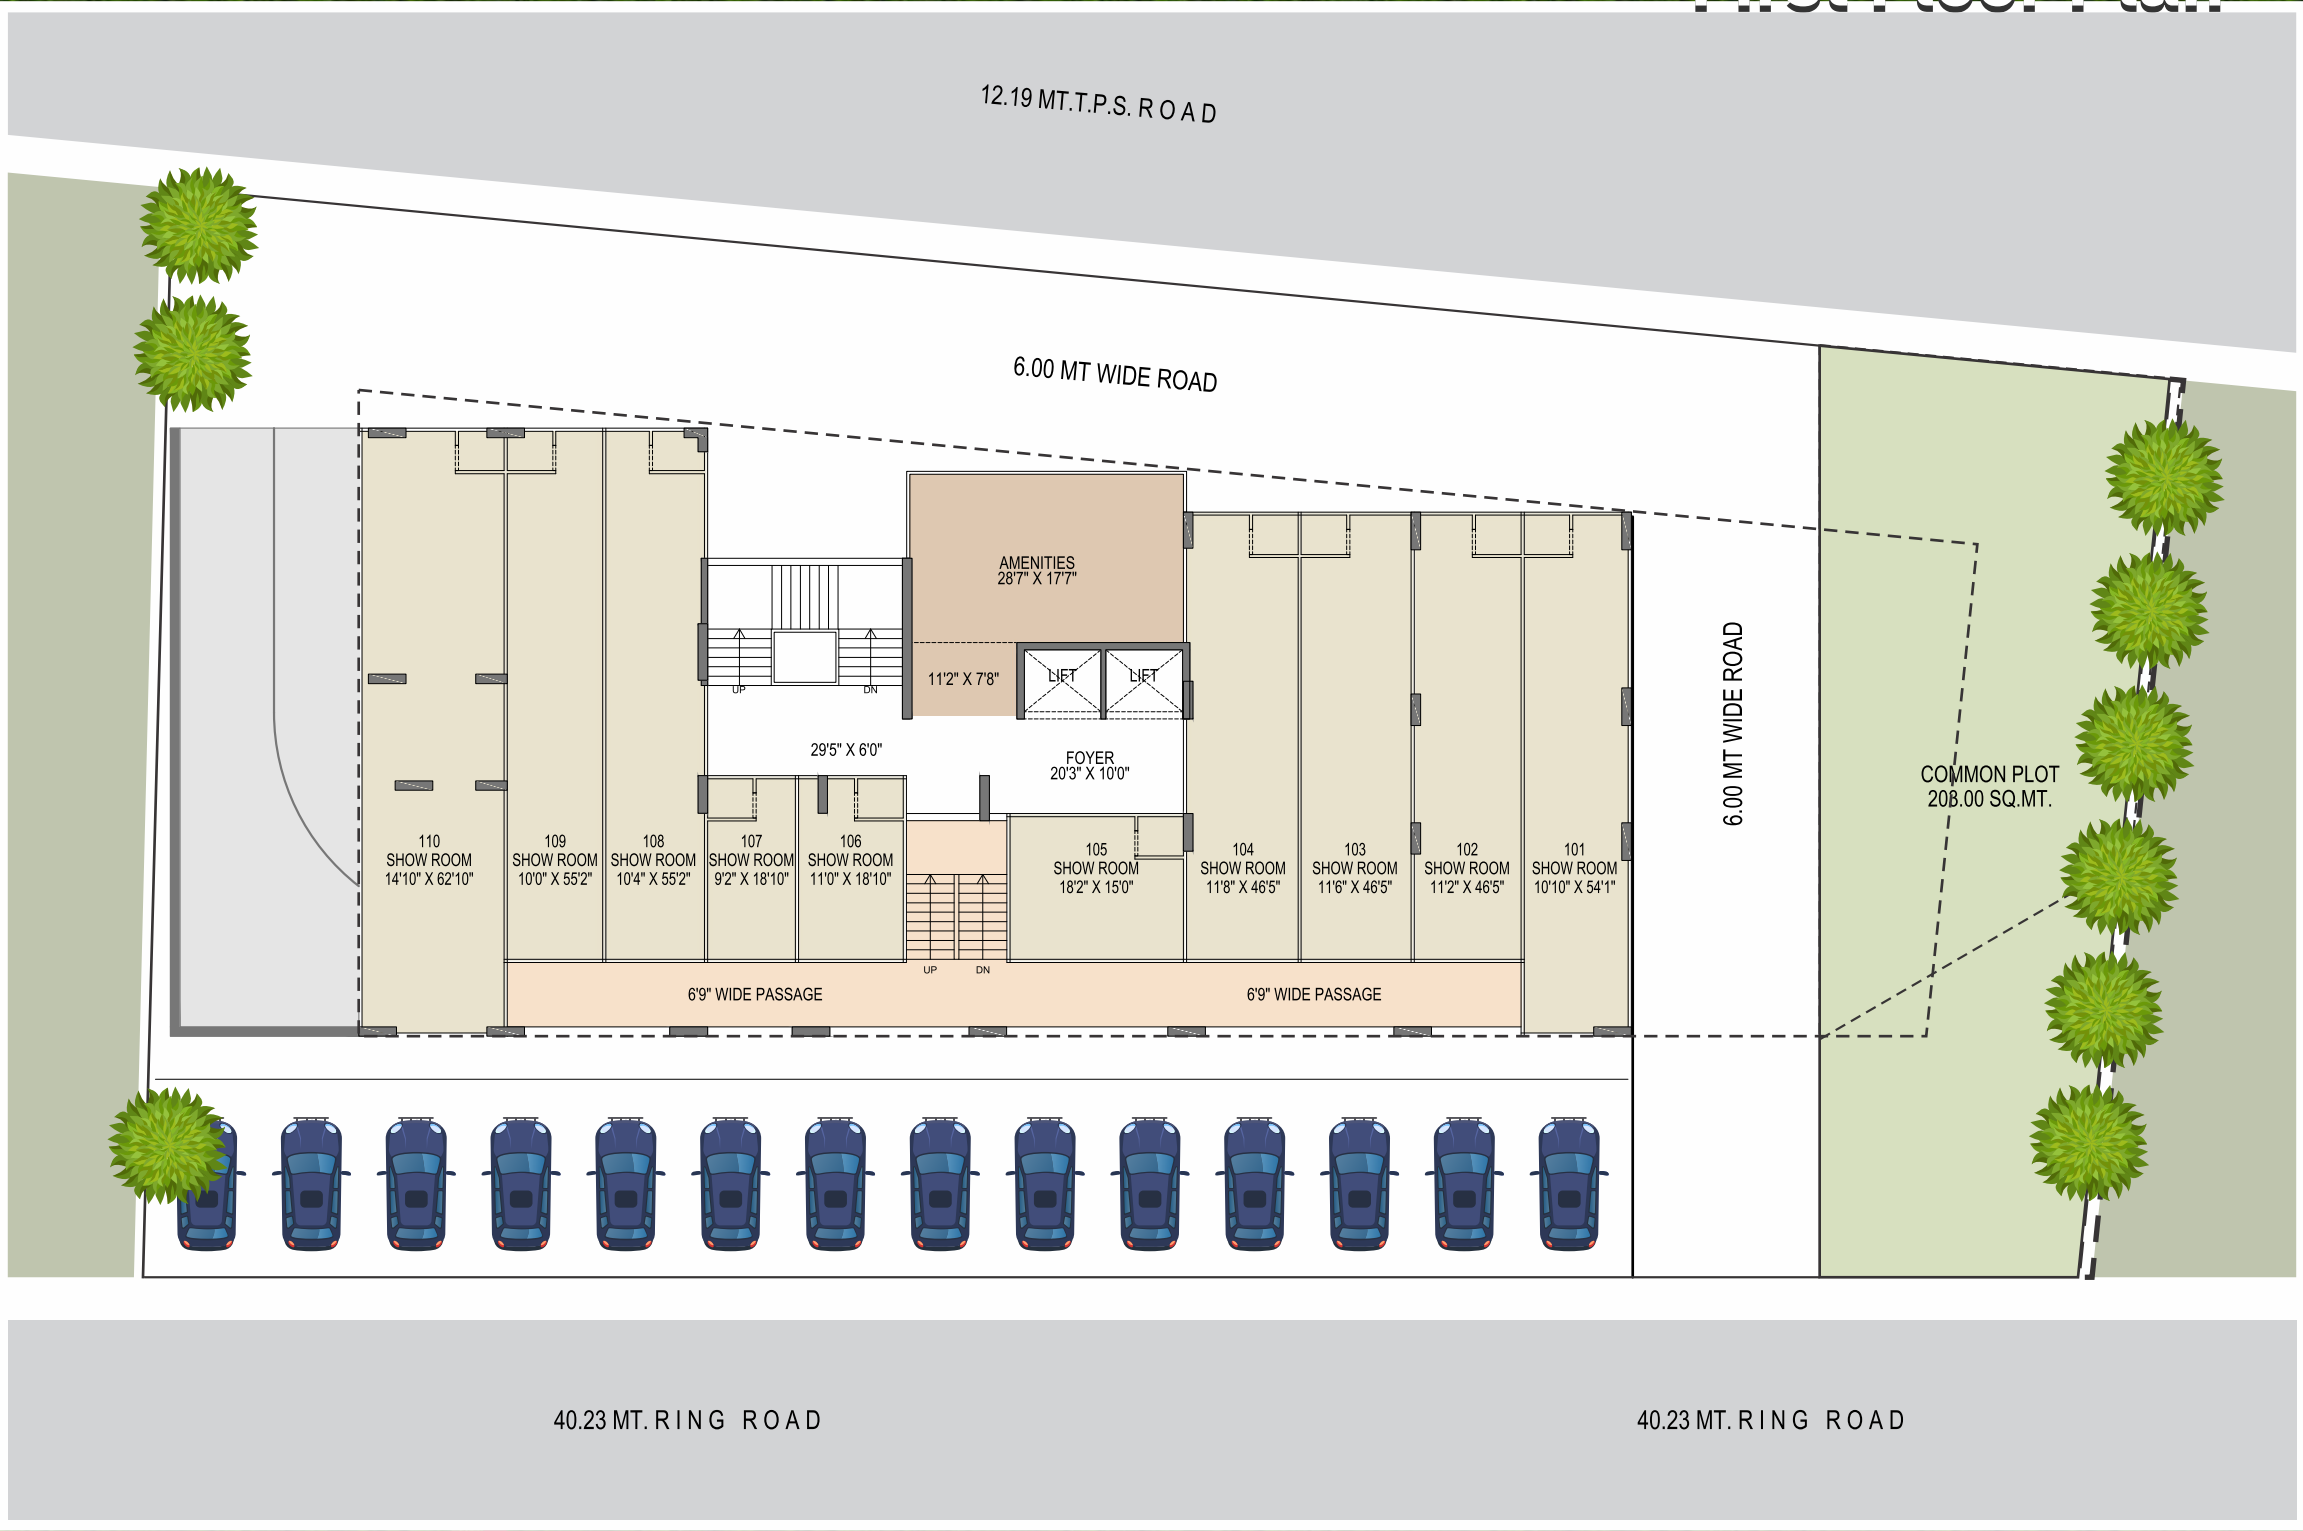 First Floor Plan
12.19 MT.T.P.S. ROAD
6.00 MT WIDE ROAD
AMENITIES
28'7" X 17'7"
11'2" X 7'8"
LIFT
LIFT
UP
DN
29'5" X 6'0"
FOYER
20'3" X 10'0"
6.00 MT WIDE ROAD
COMMON PLOT
203.00 SQ.MT.
110
SHOW ROOM
14'10" X 62'10"
109
SHOW ROOM
10'0" X 55'2"
108
SHOW ROOM
10'4" X 55'2"
107
SHOW ROOM
9'2" X 18'10"
106
SHOW ROOM
11'0" X 18'10"
105
SHOW ROOM
18'2" X 15'0"
104
SHOW ROOM
11'8" X 46'5"
103
SHOW ROOM
11'6" X 46'5"
102
SHOW ROOM
11'2" X 46'5"
101
SHOW ROOM
10'10" X 54'1"
UP
DN
6'9" WIDE PASSAGE
6'9" WIDE PASSAGE
40.23 MT. RING ROAD
40.23 MT. RING ROAD